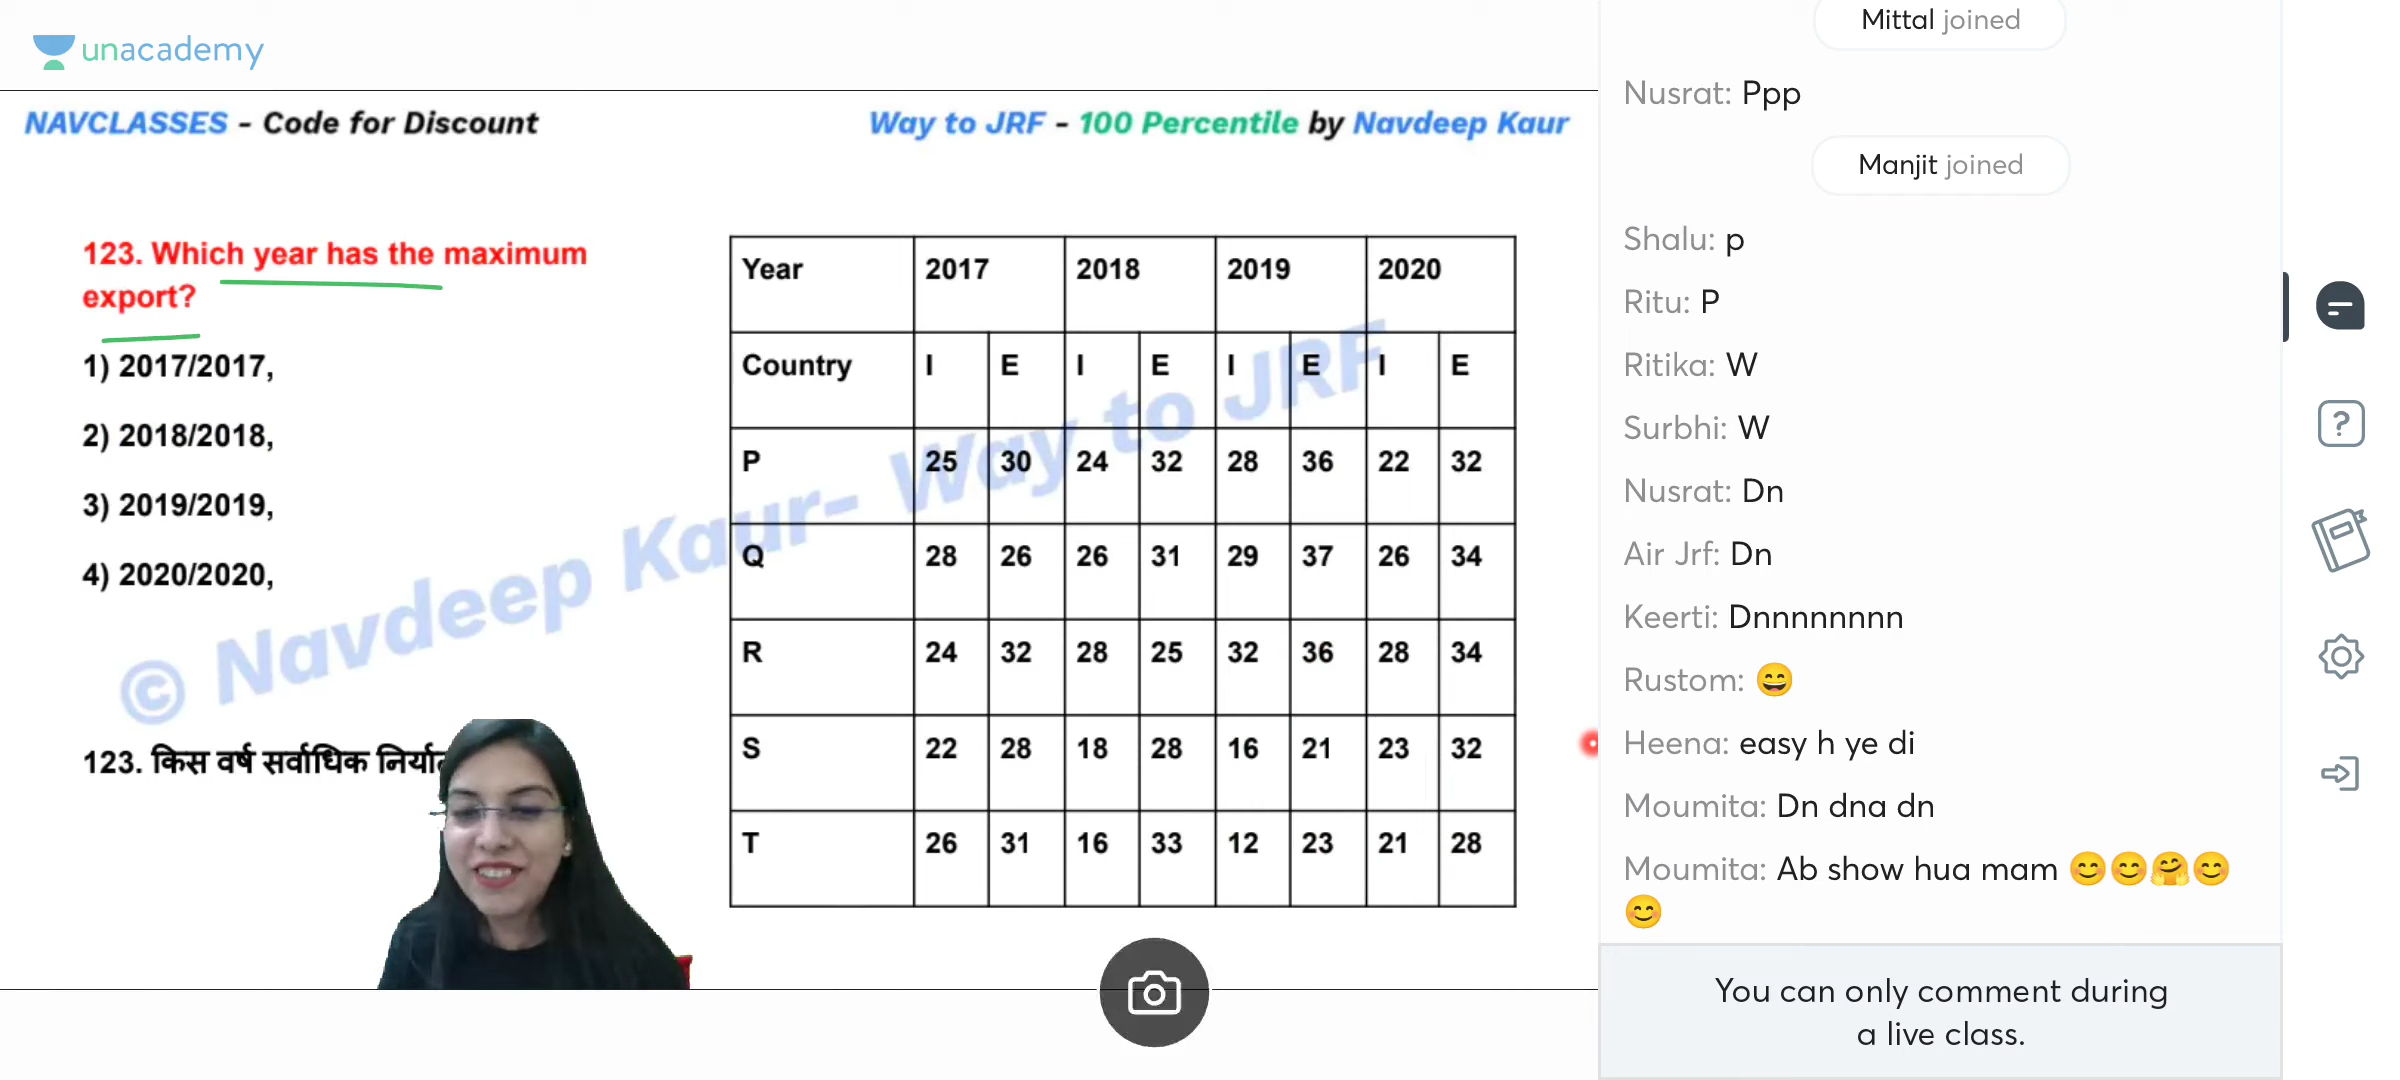 unacademy
NAVCLASSES - Code for Discount
Way to JRF - 100 Percentile by Navdeep Kaur
123. Which year has the maximum
export?
1) 2017/2017,
2) 2018/2018,
3) 2019/2019,
4) 2020/2020,
123. किस वर्ष सर्वाधिक
Year 2017 2018 2019 2020
Country I E I E I E I E
P 25 30 24 32 28 36 22 32
Q 28 26 26 31 29 37 26 34
R 24 32 28 25 32 36 28 34
S 22 28 18 28 16 21 23 32
T 26 31 16 33 12 23 21 28
© Navdeep Kaur- Way to JRF
Mittal joined
Nusrat: Ppp
Manjit joined
Shalu: p
Ritu: P
Ritika: W
Surbhi: W
Nusrat: Dn
Air Jrf: Dn
Keerti: Dnnnnnnnn
Rustom: 😄
Heena: easy h ye di
Moumita: Dn dna dn
Moumita: Ab show hua mam 😊😊🤗😊
😊
You can only comment during
a live class.